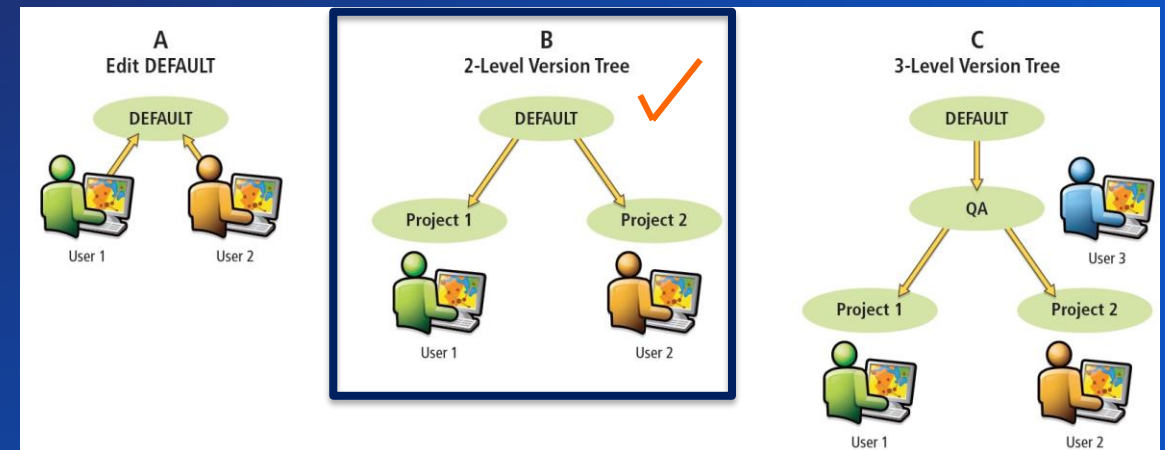 A
Edit DEFAULT
DEFAULT
User 1
User 2
B
2-Level Version Tree
DEFAULT
Project 1
Project 2
User 1
User 2
C
3-Level Version Tree
DEFAULT
QA
User 3
Project 1
Project 2
User 1
User 2